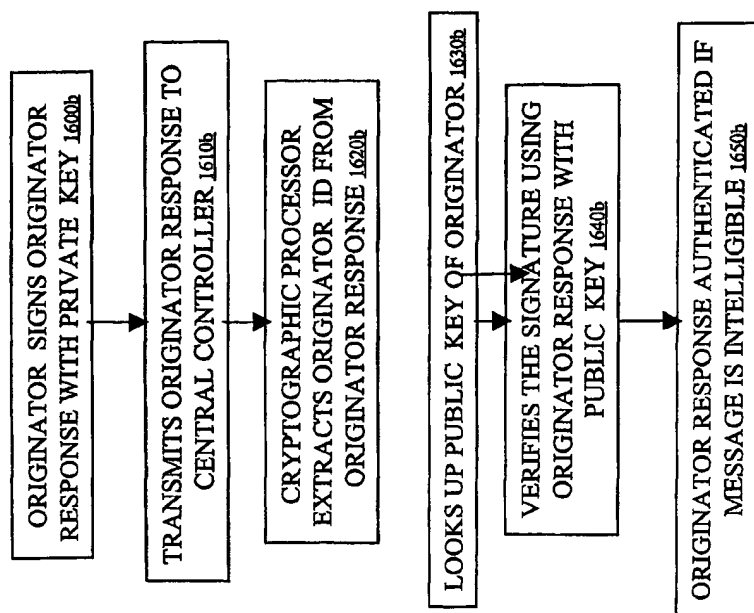 ORIGINATOR SIGNS ORIGINATOR
RESPONSE WITH PRIVATE KEY 1600b
TRANSMITS ORIGINATOR RESPONSE TO
CENTRAL CONTROLLER 1610b
CRYPTOGRAPHIC PROCESSOR
EXTRACTS ORIGINATOR ID FROM
ORIGINATOR RESPONSE 1620b
LOOKS UP PUBLIC KEY OF ORIGINATOR 1630b
VERIFIES THE SIGNATURE USING
ORIGINATOR RESPONSE WITH
PUBLIC KEY 1640b
ORIGINATOR RESPONSE AUTHENTICATED IF
MESSAGE IS INTELLIGIBLE 1650b